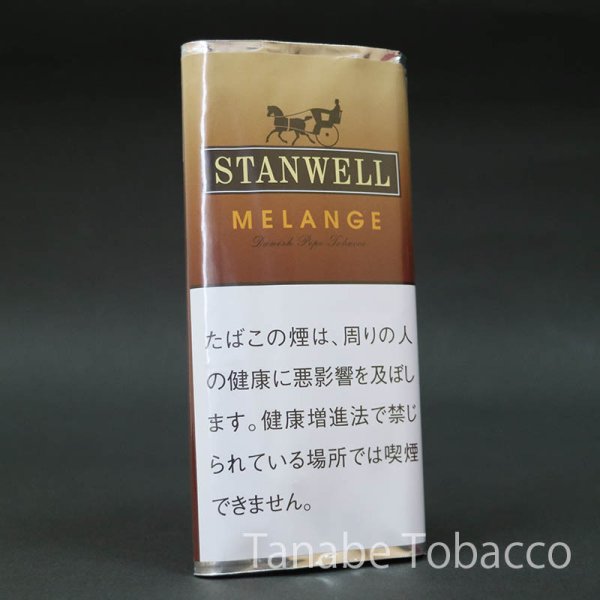 STANWELL
MELANGE
Danish Pipe Tobacco
たばこの煙は、周りの人
の健康に悪影響を及ぼし
ます。健康増進法で禁じ
られている場所では喫煙
できません。
Tanabe Tobacco